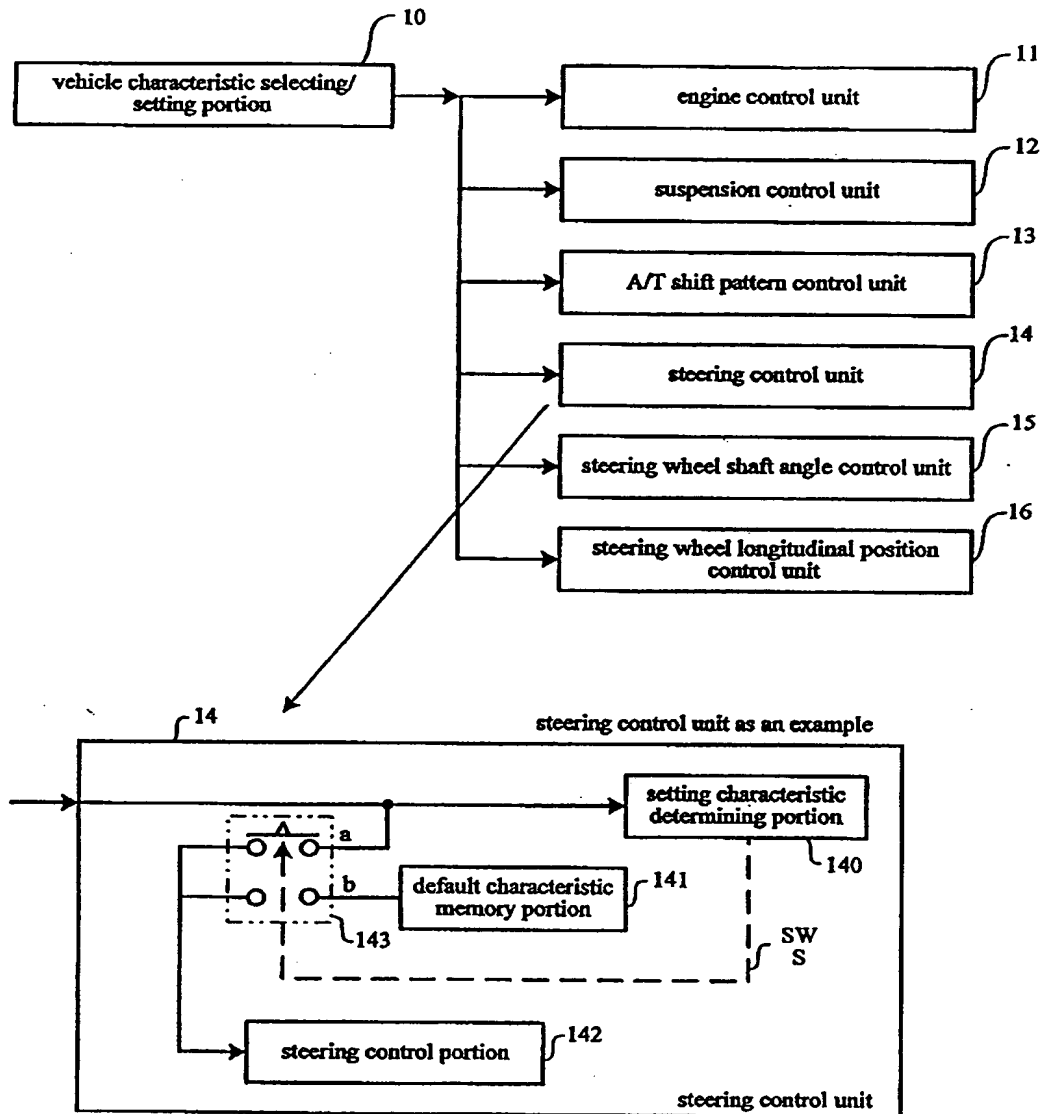 10
vehicle characteristic selecting/
setting portion
11
engine control unit
12
suspension control unit
13
A/T shift pattern control unit
14
steering control unit
15
steering wheel shaft angle control unit
16
steering wheel longitudinal position
control unit
14
steering control unit as an example
setting characteristic
determining portion
140
a
b
default characteristic
memory portion
141
143
SW
S
steering control portion
142
steering control unit